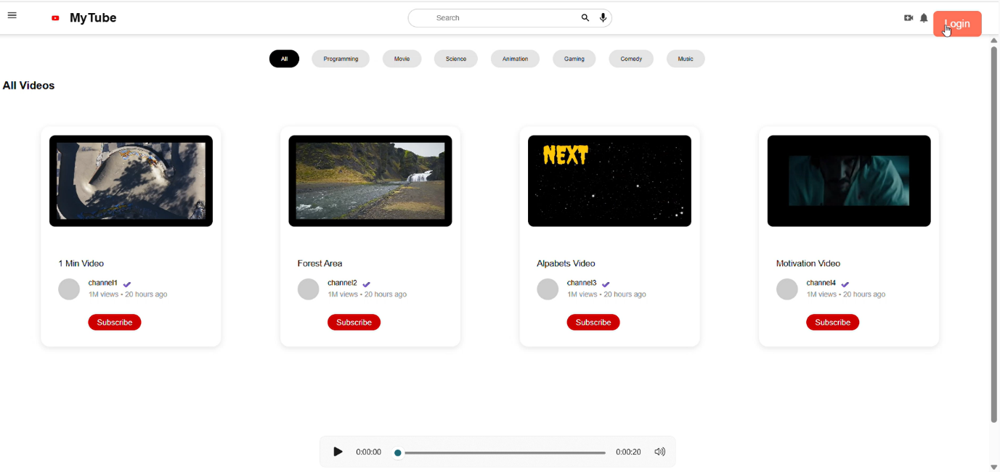 MyTube
Search
Login
All
Programming
Movie
Science
Animation
Gaming
Comedy
Music
All Videos
NEXT
1 Min Video
channel1
1M views • 20 hours ago
Subscribe
Forest Area
channel2
1M views • 20 hours ago
Subscribe
Alpabets Video
channel3
1M views • 20 hours ago
Subscribe
Motivation Video
channel4
1M views • 20 hours ago
Subscribe
0:00:00
0:00:20